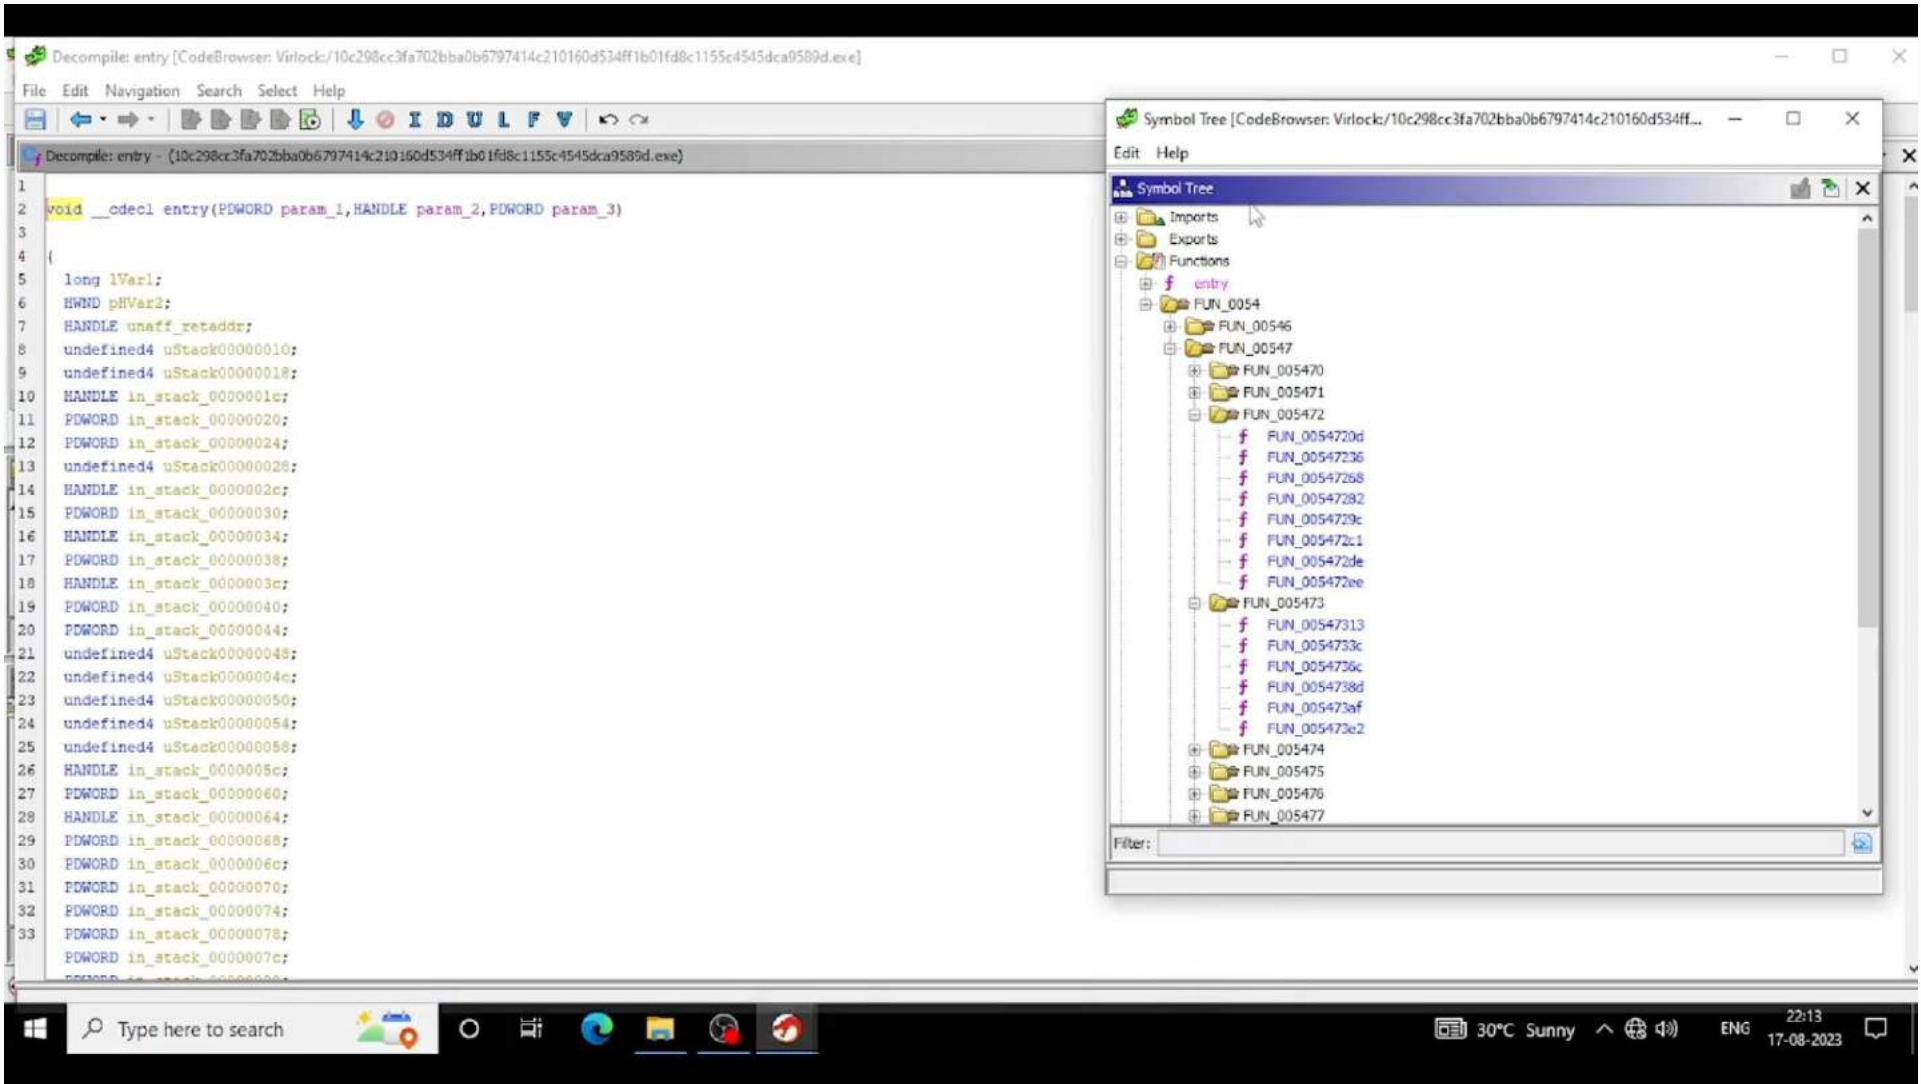 Decompile: entry [CodeBrowser: Virlock:/10c298cc3fa702bba0b6797414c210160d534ff1b01fd8c1155c4545dca9589d.exe]
File Edit Navigation Search Select Help
I D U L F V
Decompile: entry - (10c298cc3fa702bba0b6797414c210160d534ff1b01fd8c1155c4545dca9589d.exe)
1
2 void __cdecl entry(PDWORD param_1,HANDLE param_2,PDWORD param_3)
3
4 {
5 long lVar1;
6 HWND pHVar2;
7 HANDLE unaff_retaddr;
8 undefined4 uStack00000010;
9 undefined4 uStack00000018;
10 HANDLE in_stack_0000001c;
11 PDWORD in_stack_00000020;
12 PDWORD in_stack_00000024;
13 undefined4 uStack00000028;
14 HANDLE in_stack_0000002c;
15 PDWORD in_stack_00000030;
16 HANDLE in_stack_00000034;
17 PDWORD in_stack_00000038;
18 HANDLE in_stack_0000003c;
19 PDWORD in_stack_00000040;
20 PDWORD in_stack_00000044;
21 undefined4 uStack00000048;
22 undefined4 uStack0000004c;
23 undefined4 uStack00000050;
24 undefined4 uStack00000054;
25 undefined4 uStack00000058;
26 HANDLE in_stack_0000005c;
27 PDWORD in_stack_00000060;
28 HANDLE in_stack_00000064;
29 PDWORD in_stack_00000068;
30 PDWORD in_stack_0000006c;
31 PDWORD in_stack_00000070;
32 PDWORD in_stack_00000074;
33 PDWORD in_stack_00000078;
PDWORD in_stack_0000007c;
Symbol Tree [CodeBrowser: Virlock:/10c298cc3fa702bba0b6797414c210160d534ff...
Edit Help
Symbol Tree
Imports
Exports
Functions
f entry
FUN_0054
FUN_00546
FUN_00547
FUN_005470
FUN_005471
FUN_005472
f FUN_0054720d
f FUN_00547236
f FUN_00547268
f FUN_00547282
f FUN_0054729c
f FUN_005472c1
f FUN_005472de
f FUN_005472ee
FUN_005473
f FUN_00547313
f FUN_0054733c
f FUN_0054736c
f FUN_0054738d
f FUN_005473af
f FUN_005473e2
FUN_005474
FUN_005475
FUN_005476
FUN_005477
Filter:
Type here to search
30°C Sunny
ENG
22:13
17-08-2023